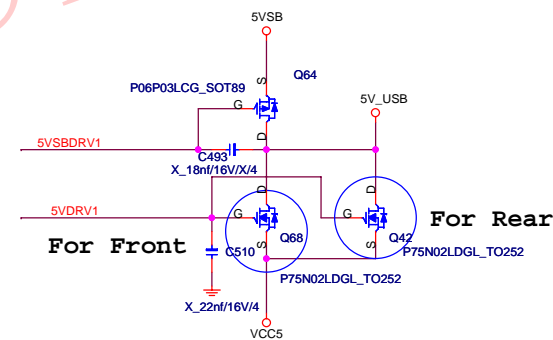 5VSB
S
Q64
P06P03LCG_SOT89
G
5V_USB
5VSBDRV1
D
C493
X_18nf/16V/X/4
D
D
5VDRV1
G
G
For Rear
For Front
C510
S
Q68
S
Q42
P75N02LDGL_TO252
P75N02LDGL_TO252
X_22nf/16V/4
VCC5